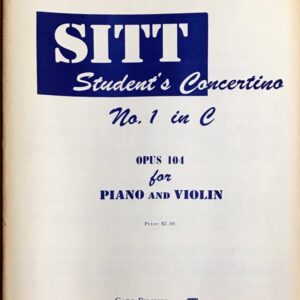 SITT
Student's Concertino
No. 1 in C
OPUS 104
for
PIANO AND VIOLIN
Price $2.00